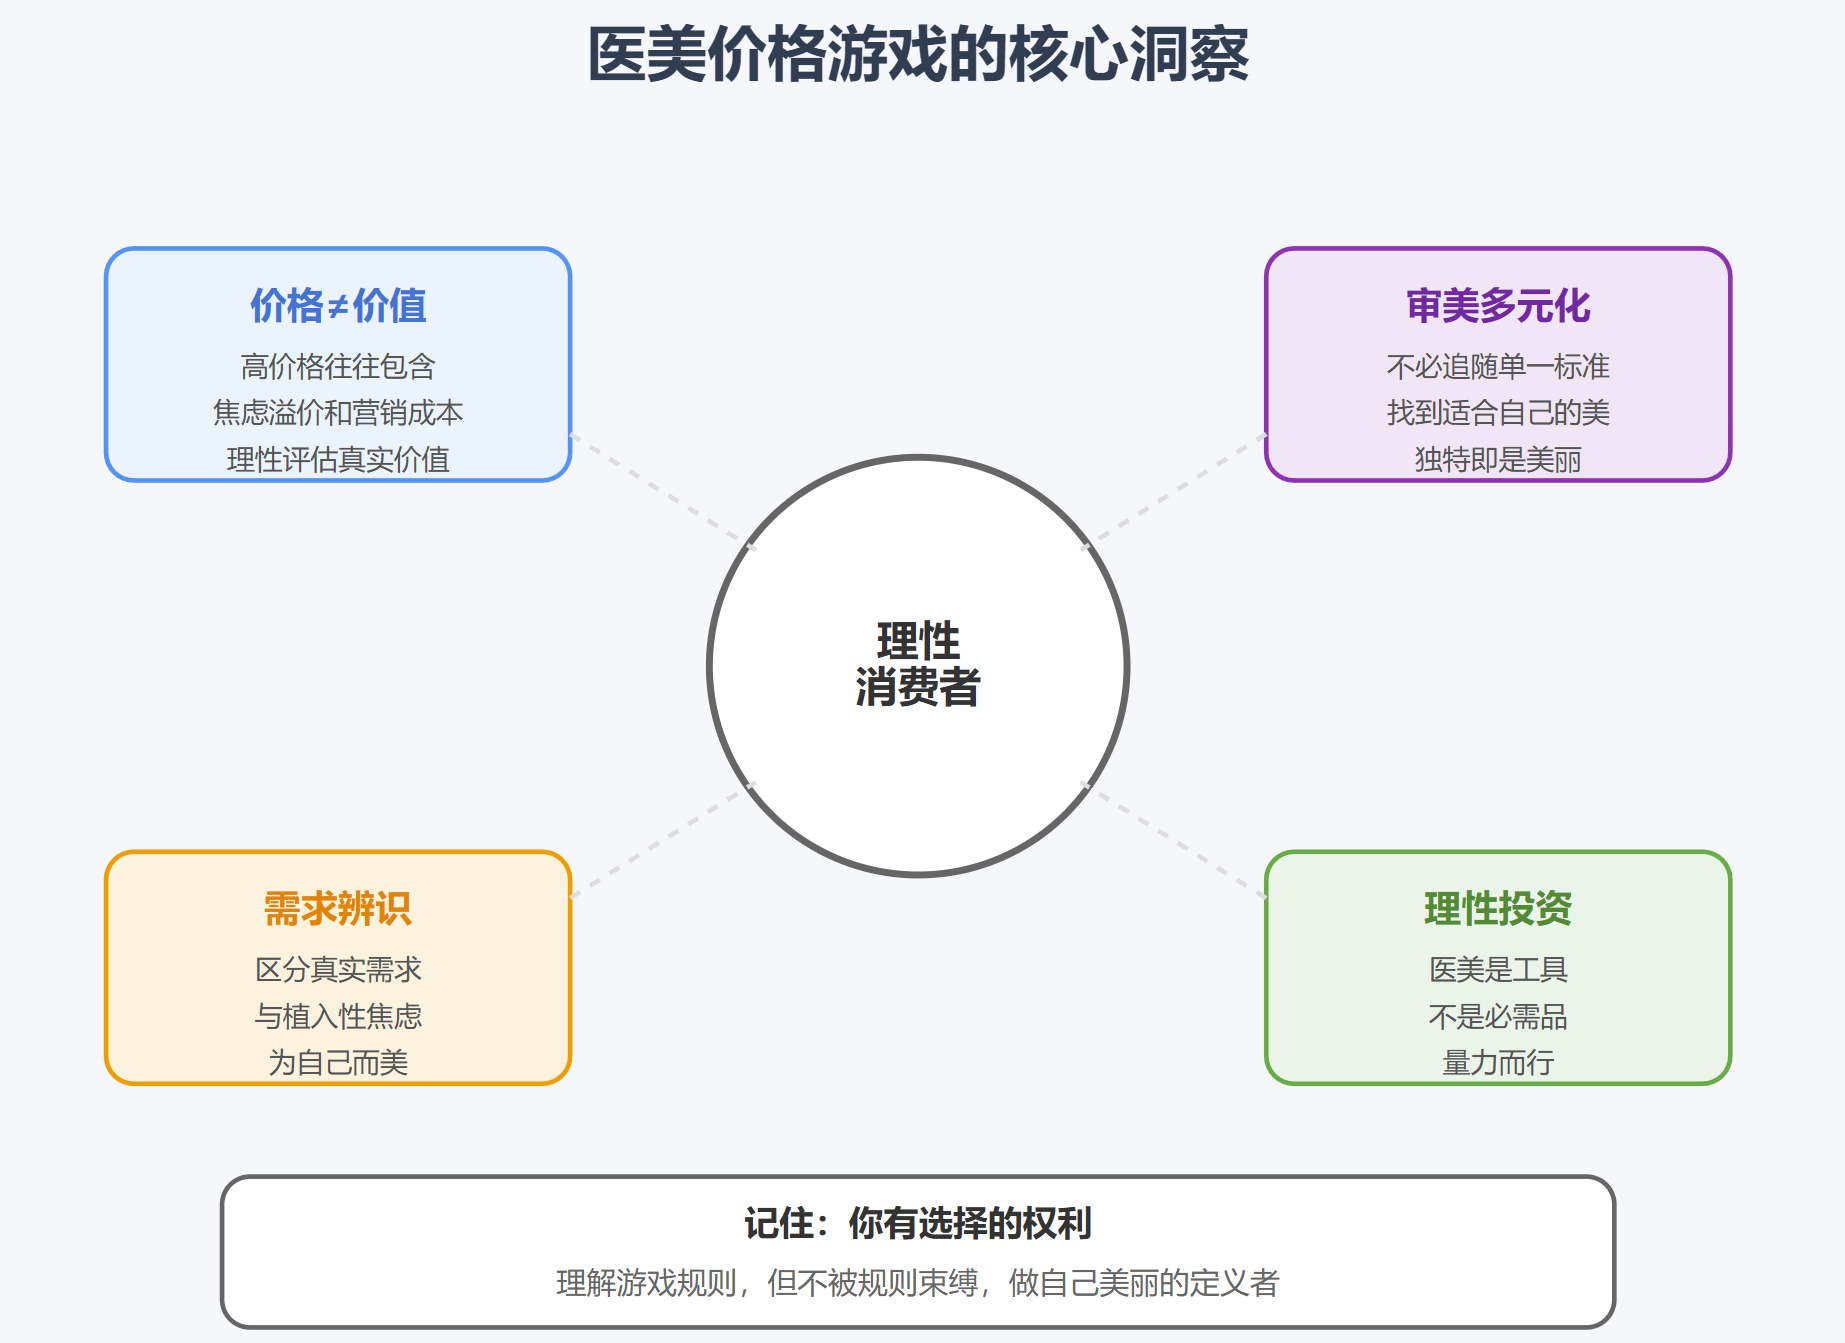 医美价格游戏的核心洞察
价格≠价值
高价格往往包含
焦虑溢价和营销成本
理性评估真实价值
审美多元化
不必追随单一标准
找到适合自己的美
独特即是美丽
理性
消费者
需求辨识
区分真实需求
与植入性焦虑
为自己而美
理性投资
医美是工具
不是必需品
量力而行
记住：你有选择的权利
理解游戏规则，但不被规则束缚，做自己美丽的定义者